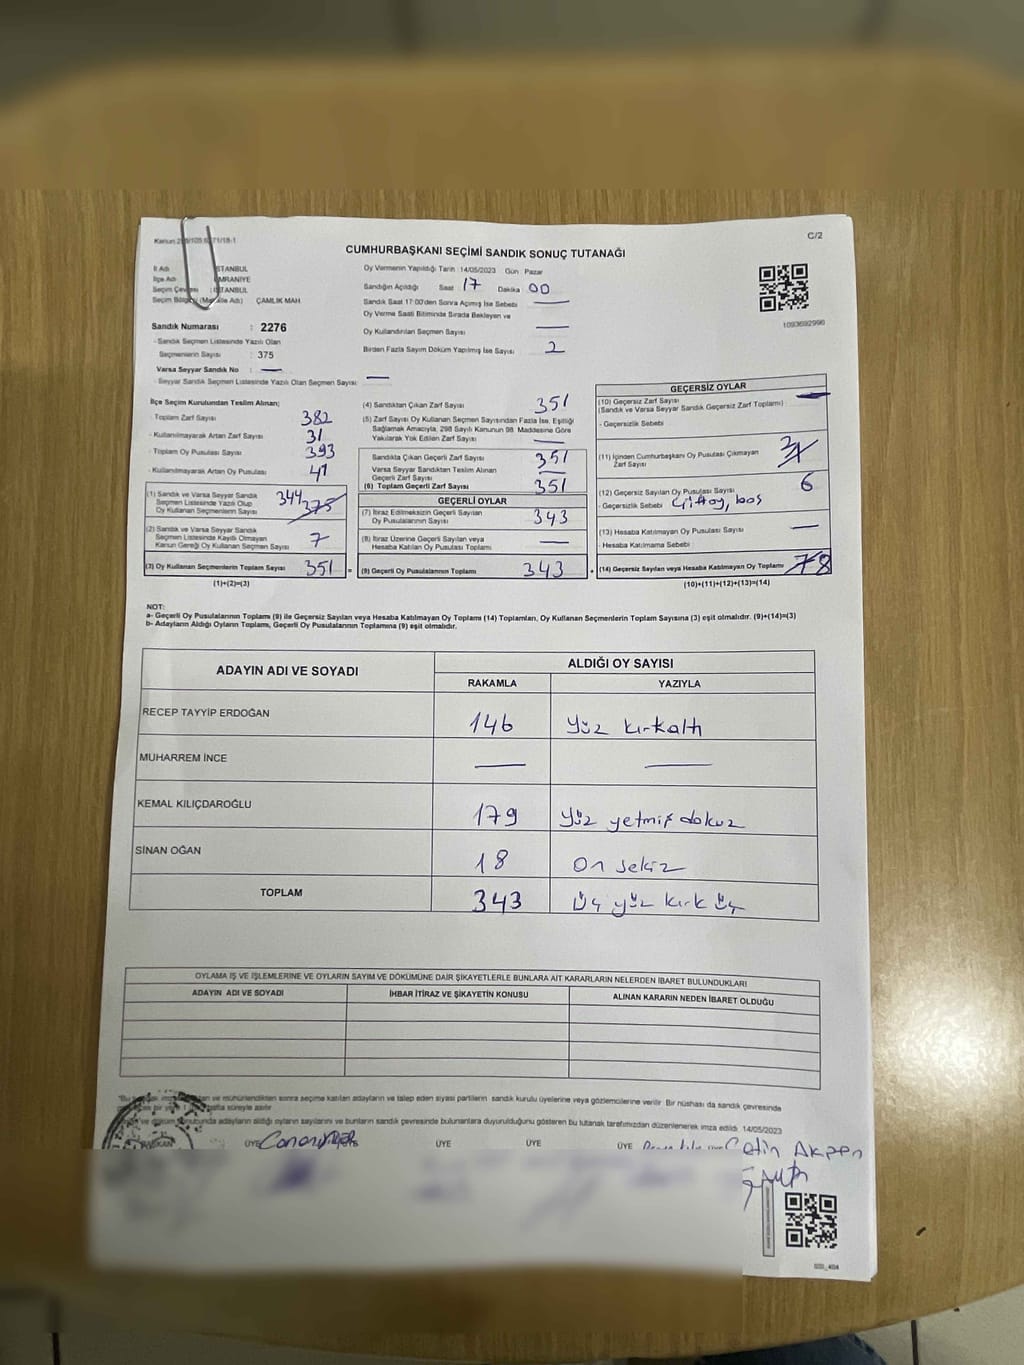 C/2
CUMHURBAŞKANI SEÇİMİ SANDIK SONUÇ TUTANAĞI
İl Adı İSTANBUL
İlçe Adı ÜMRANİYE
Seçim Çevresi İSTANBUL
Seçim Bölgesi (Mahalle Adı) ÇAMLIK MAH
Sandık Numarası : 2276
- Sandık Seçmen Listesinde Yazılı Olan
Seçmenlerin Sayısı : 375
Varsa Seyyar Sandık No :
- Seyyar Sandık Seçmen Listesinde Yazılı Olan Seçmen Sayısı :
Oy Vermenin Yapıldığı Tarih : 14/05/2023 Gün : Pazar
Sandığın Açıldığı Saat : 17 Dakika : 00
Sandık Saat 17:00'den Sonra Açımış İse Sebebi
Oy Verme Saati Bitiminde Sırada Bekleyen ve
Oy Kullandırılan Seçmen Sayısı
Birden Fazla Sayım Döküm Yapılmış İse Sayısı 2
1093692996
İlçe Seçim Kurulundan Teslim Alınan;
- Toplam Zarf Sayısı 382
- Kullanılmayarak Artan Zarf Sayısı 31
- Toplam Oy Pusulası Sayısı 393
- Kullanılmayarak Artan Oy Pusulası 41
(1) Sandık ve Varsa Seyyar Sandık
Seçmen Listesinde Yazılı Olup
Oy Kullanan Seçmen Sayısı 344 375
(2) Sandık ve Varsa Seyyar Sandık
Seçmen Listesinde Kayıtlı Olmayan
Kanun Gereği Oy Kullanan Seçmen Sayısı 7
(3) Oy Kullanan Seçmenlerin Toplam Sayısı 351 =
(1)+(2)=(3)
(4) Sandıktan Çıkan Zarf Sayısı 351
(5) Zarf Sayısı Oy Kullanan Seçmen Sayısından Fazla İse, Eşitliği
Sağlamak Amacıyla, 298 Sayılı Kanunun 98. Maddesine Göre
Yakılarak Yok Edilen Zarf Sayısı
Sandıkta Çıkan Geçerli Zarf Sayısı 351
Varsa Seyyar Sandıktan Teslim Alınan
Geçerli Zarf Sayısı
(6) Toplam Geçerli Zarf Sayısı 351
GEÇERLİ OYLAR
(7) İtiraz Edilmeksizin Geçerli Sayılan
Oy Pusulalarının Sayısı 343
(8) İtiraz Üzerine Geçerli Sayılan veya
Hesaba Katılan Oy Pusulası Toplamı
(9) Geçerli Oy Pusulalarının Toplamı 343 +
GEÇERSİZ OYLAR
(10) Geçersiz Zarf Sayısı
(Sandık ve Varsa Seyyar Sandık Geçersiz Zarf Toplamı)
- Geçersizlik Sebebi
(11) İçinden Cumhurbaşkanı Oy Pusulası Çıkmayan
Zarf Sayısı
(12) Geçersiz Sayılan Oy Pusulası Sayısı 6
- Geçersizlik Sebebi çift oy, boş
(13) Hesaba Katılmayan Oy Pusulası Sayısı
- Hesaba Katılmama Sebebi
(14) Geçersiz Sayılan veya Hesaba Katılmayan Oy Toplamı 7 8
(10)+(11)+(12)+(13)=(14)
NOT:
a- Geçerli Oy Pusulalarının Toplamı (9) ile Geçersiz Sayılan veya Hesaba Katılmayan Oy Toplamı (14) Toplamları, Oy Kullanan Seçmenlerin Toplam Sayısına (3) eşit olmalıdır. (9)+(14)=(3)
b- Adayların Aldığı Oyların Toplamı, Geçerli Oy Pusulalarının Toplamına (9) eşit olmalıdır.
ADAYIN ADI VE SOYADI ALDIĞI OY SAYISI
RAKAMLA YAZIYLA
RECEP TAYYİP ERDOĞAN 146 yüz kırkaltı
MUHARREM İNCE
KEMAL KILIÇDAROĞLU 179 yüz yetmiş dokuz
SİNAN OĞAN 18 on sekiz
TOPLAM 343 üç yüz kırk üç
OYLAMA İŞ VE İŞLEMLERİNE VE OYLARIN SAYIM VE DÖKÜMÜNE DAİR ŞİKAYETLERLE BUNLARA AİT KARARLARIN NELERDEN İBARET BULUNDUKLARI
ADAYIN ADI VE SOYADI İHBAR İTİRAZ VE ŞİKAYETİN KONUSU ALINAN KARARIN NEDEN İBARET OLDUĞU
ve mühürlendikten sonra seçime katılan adayların ve talep eden siyasi partilerin sandık kurulu üyelerine veya gözlemcilerine verilir. Bir nüshası da sandık çevresinde
hafta süreyle asılır
ve döküm sonucunda adayların aldığı oyların sayılarını ve bunların sandık çevresinde bulunanlara duyurulduğunu gösteren bu tutanak tarafımızdan düzenlenerek imza edildi. 14/05/2023
BAŞKAN ÜYE ÜYE ÜYE ÜYE Çetin Akpen